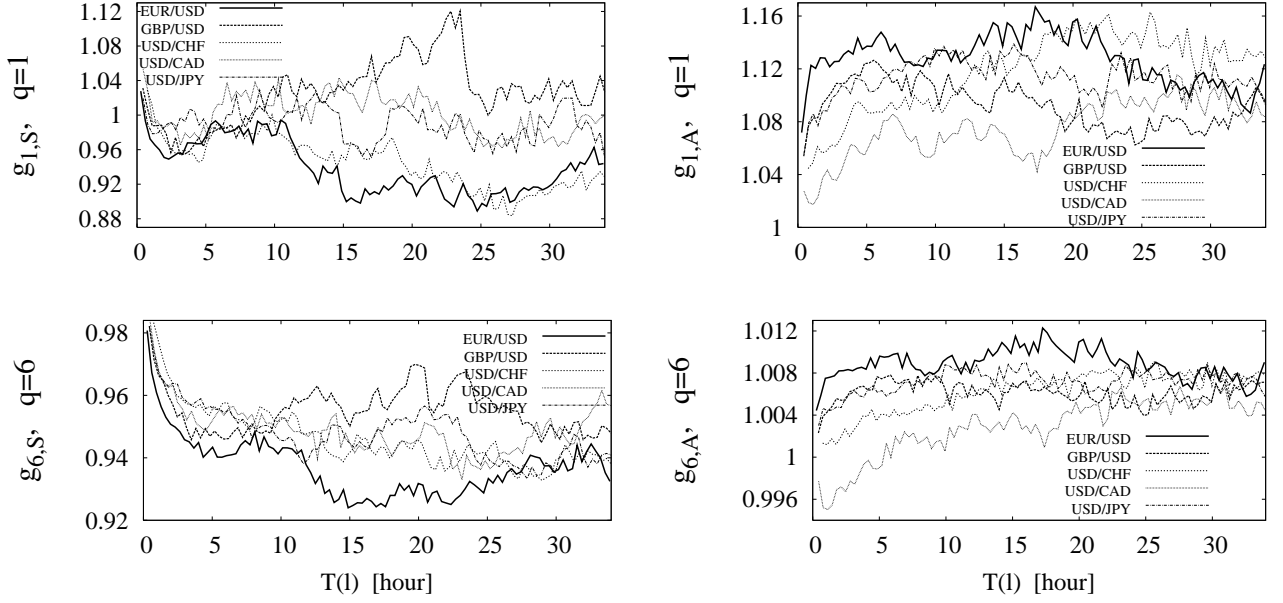 g1,S, q=1
1.12
1.08
1.04
1
0.96
0.92
0.88
EUR/USD
GBP/USD
USD/CHF
USD/CAD
USD/JPY
0 5 10 15 20 25 30
g1,A, q=1
1.16
1.12
1.08
1.04
1
EUR/USD
GBP/USD
USD/CHF
USD/CAD
USD/JPY
0 5 10 15 20 25 30
g6,S, q=6
0.98
0.96
0.94
0.92
EUR/USD
GBP/USD
USD/CHF
USD/CAD
USD/JPY
0 5 10 15 20 25 30
T(l) [hour]
g6,A, q=6
1.012
1.008
1.004
1
0.996
EUR/USD
GBP/USD
USD/CHF
USD/CAD
USD/JPY
0 5 10 15 20 25 30
T(l) [hour]